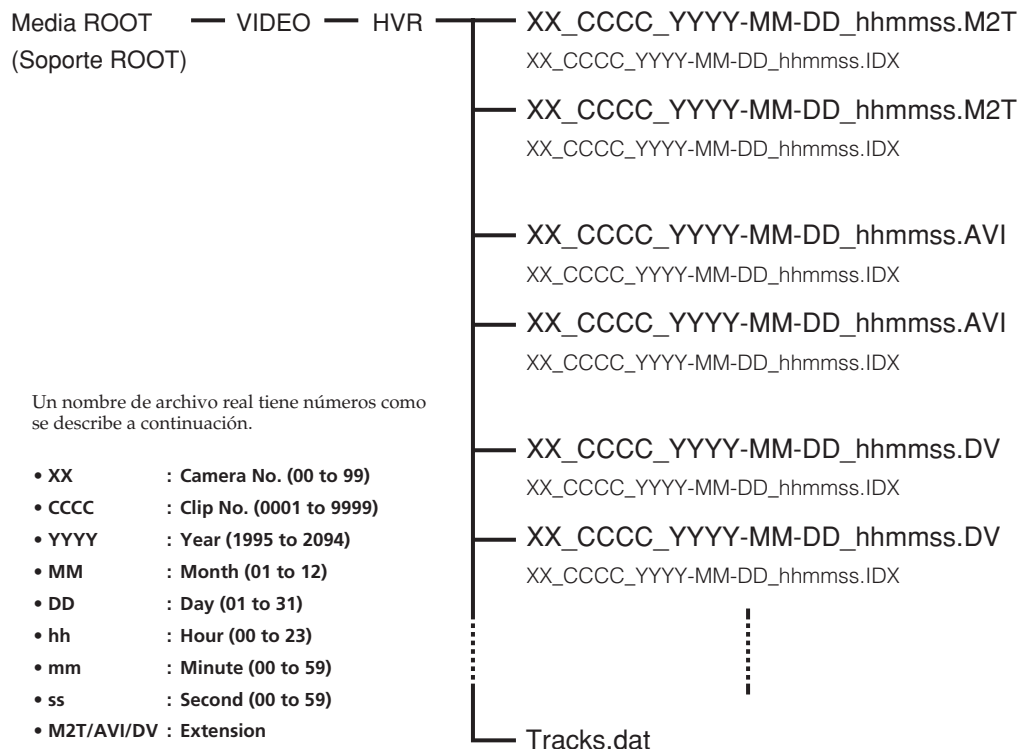 Media ROOT
(Soporte ROOT)
VIDEO
HVR
XX_CCCC_YYYY-MM-DD_hhmmss.M2T
XX_CCCC_YYYY-MM-DD_hhmmss.IDX
XX_CCCC_YYYY-MM-DD_hhmmss.M2T
XX_CCCC_YYYY-MM-DD_hhmmss.IDX
XX_CCCC_YYYY-MM-DD_hhmmss.AVI
XX_CCCC_YYYY-MM-DD_hhmmss.IDX
XX_CCCC_YYYY-MM-DD_hhmmss.AVI
XX_CCCC_YYYY-MM-DD_hhmmss.IDX
XX_CCCC_YYYY-MM-DD_hhmmss.DV
XX_CCCC_YYYY-MM-DD_hhmmss.IDX
XX_CCCC_YYYY-MM-DD_hhmmss.DV
XX_CCCC_YYYY-MM-DD_hhmmss.IDX
Tracks.dat
Un nombre de archivo real tiene números como
se describe a continuación.
• XX : Camera No. (00 to 99)
• CCCC : Clip No. (0001 to 9999)
• YYYY : Year (1995 to 2094)
• MM : Month (01 to 12)
• DD : Day (01 to 31)
• hh : Hour (00 to 23)
• mm : Minute (00 to 59)
• ss : Second (00 to 59)
• M2T/AVI/DV : Extension